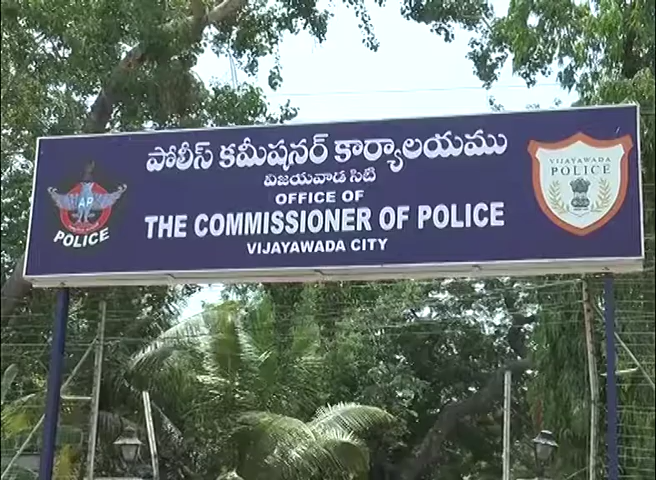 పోలీస్ కమీషనర్ కార్యాలయము
విజయవాడ సిటి
OFFICE OF
THE COMMISSIONER OF POLICE
VIJAYAWADA CITY
AP
POLICE
VIJAYAWADA
POLICE